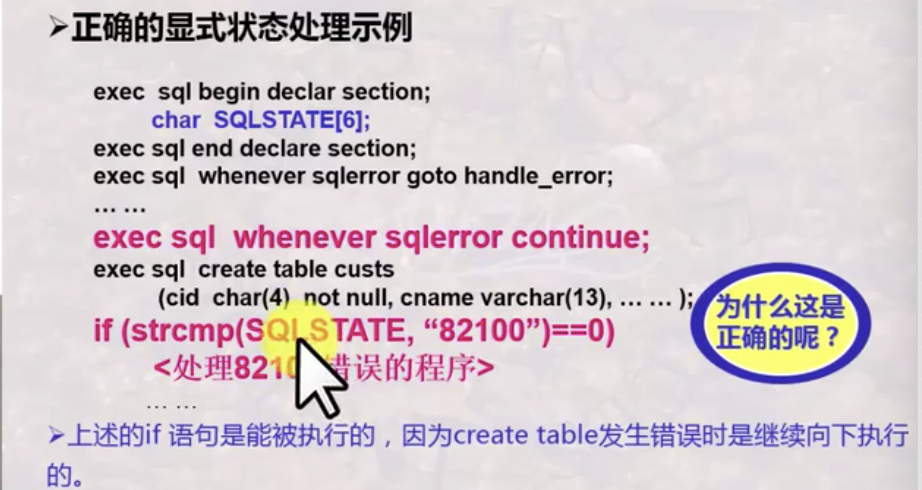 ➢正确的显式状态处理示例
exec sql begin declar section;
char SQLSTATE[6];
exec sql end declare section;
exec sql whenever sqlerror goto handle_error;
… …
exec sql whenever sqlerror continue;
exec sql create table custs
(cid char(4) not null, cname varchar(13), … … );
if (strcmp(SQLSTATE, “82100”)==0)
<处理8210 错误的程序>
… …
为什么这是
正确的呢？
➢上述的if 语句是能被执行的，因为create table发生错误时是继续向下执行
的。